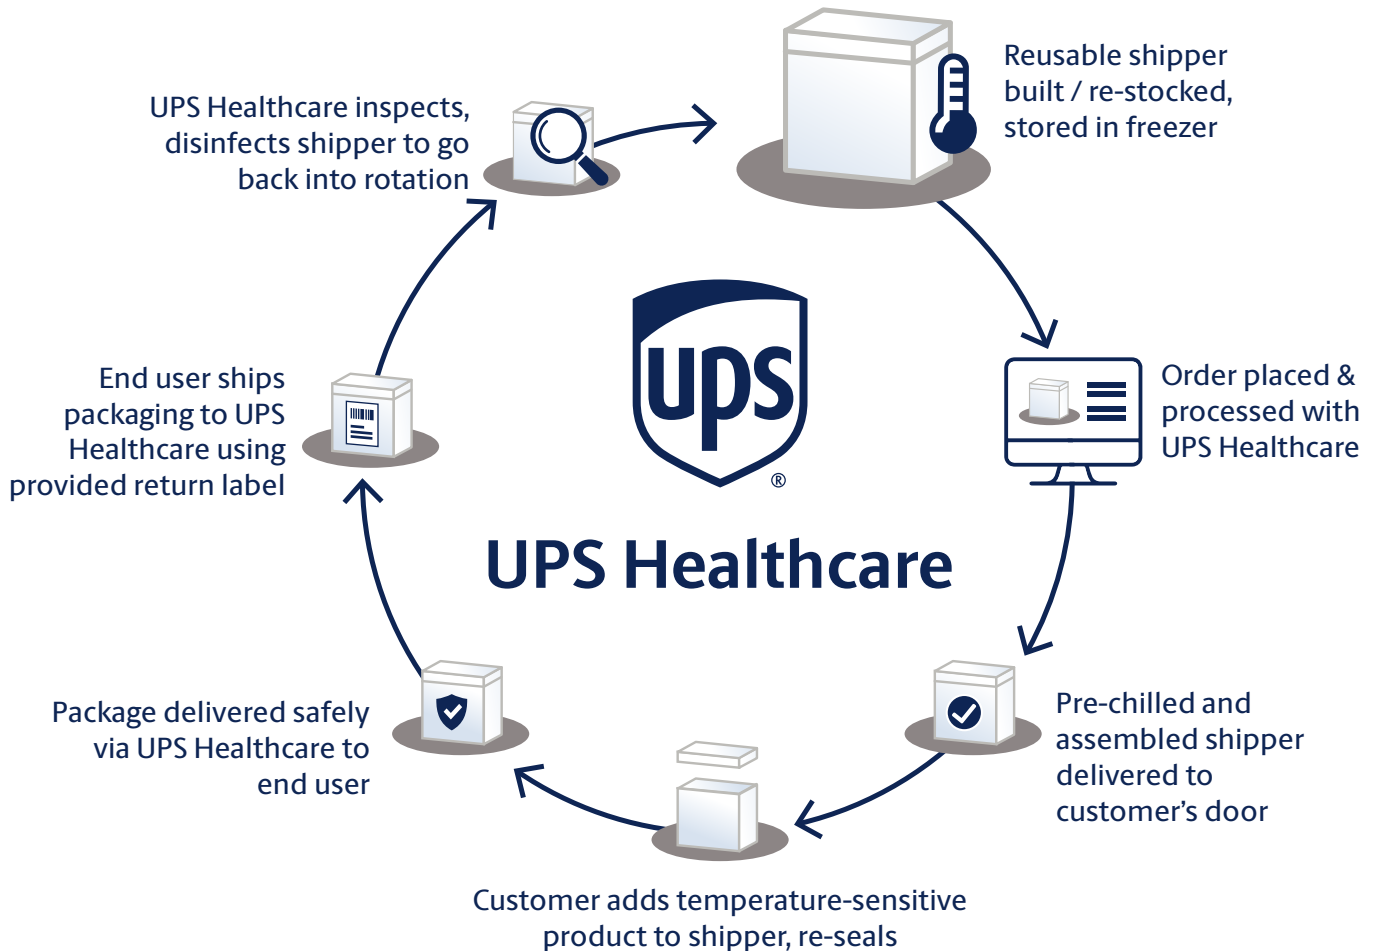 Reusable shipper
built / re-stocked,
stored in freezer
Order placed &
processed with
UPS Healthcare
Pre-chilled and
assembled shipper
delivered to
customer’s door
Customer adds temperature-sensitive
product to shipper, re-seals
Package delivered safely
via UPS Healthcare to
end user
End user ships
packaging to UPS
Healthcare using
provided return label
UPS Healthcare inspects,
disinfects shipper to go
back into rotation
ups
®
UPS Healthcare